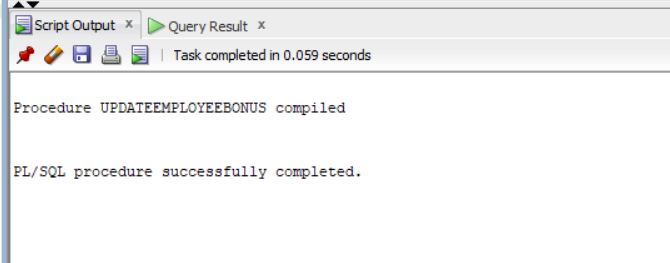 Script Output x Query Result x
Task completed in 0.059 seconds
Procedure UPDATEEMPLOYEEBONUS compiled
PL/SQL procedure successfully completed.